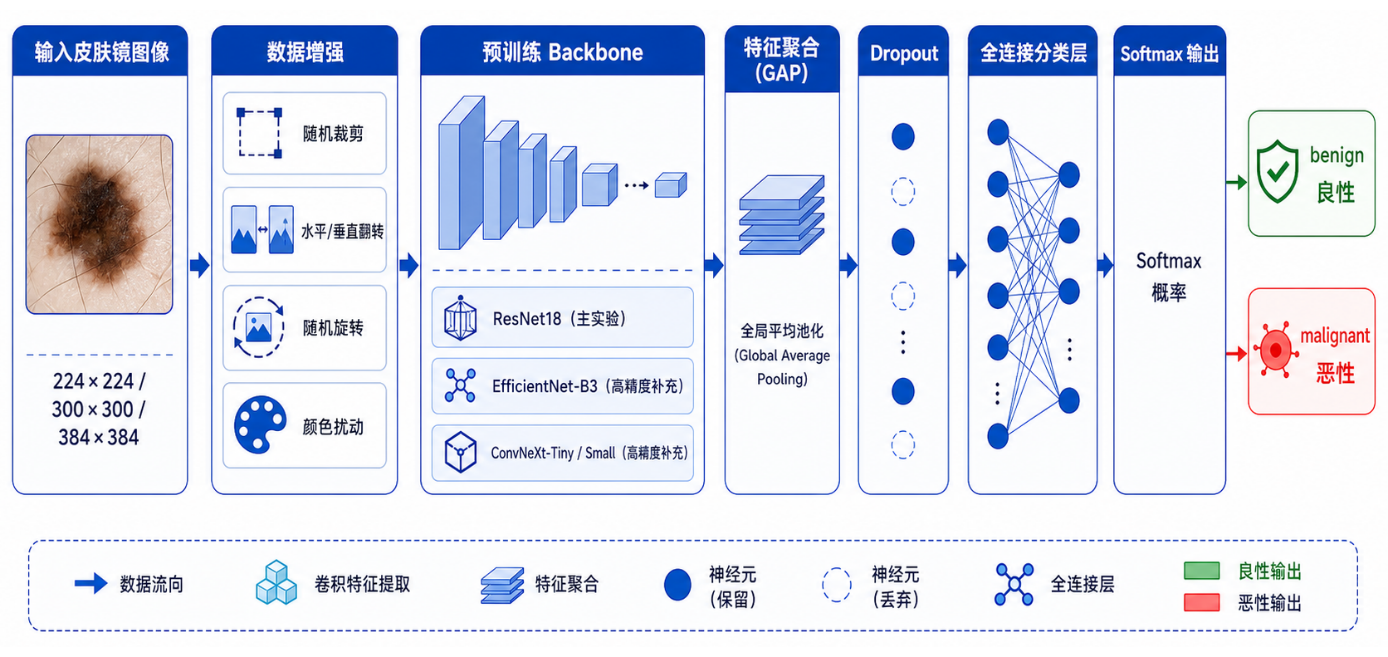 输入皮肤镜图像
224×224 /
300×300 /
384×384
数据增强
随机裁剪
水平/垂直翻转
随机旋转
颜色扰动
预训练 Backbone
ResNet18（主实验）
EfficientNet-B3（高精度补充）
ConvNeXt-Tiny / Small（高精度补充）
特征聚合
(GAP)
全局平均池化
(Global Average
Pooling)
Dropout
全连接分类层
Softmax 输出
Softmax
概率
benign
良性
malignant
恶性
数据流向
卷积特征提取
特征聚合
神经元
（保留）
神经元
（丢弃）
全连接层
良性输出
恶性输出